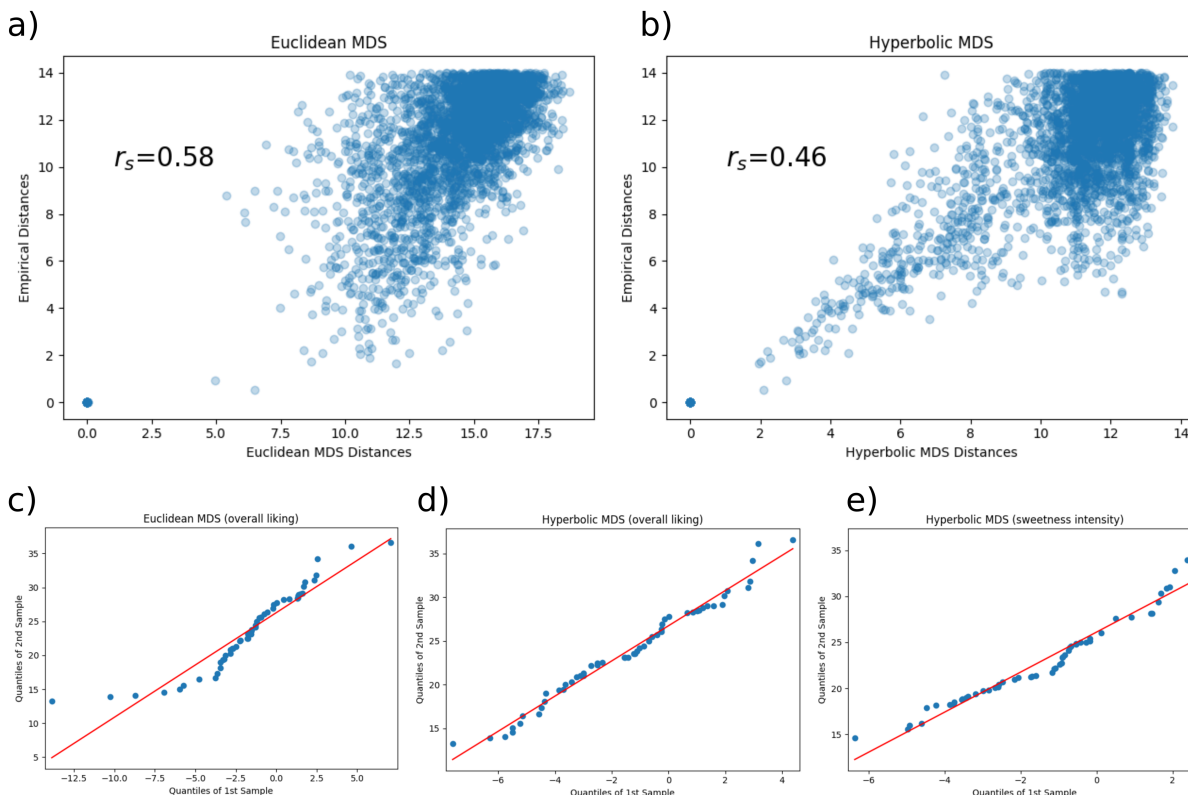 a)
Euclidean MDS
14
12
10
8
6
4
2
0
Empirical Distances
rs=0.58
0.0 2.5 5.0 7.5 10.0 12.5 15.0 17.5
Euclidean MDS Distances
b)
Hyperbolic MDS
14
12
10
8
6
4
2
0
Empirical Distances
rs=0.46
0 2 4 6 8 10 12 14
Hyperbolic MDS Distances
c)
Euclidean MDS (overall liking)
35
30
25
20
15
10
5
Quantiles of 2nd Sample
-12.5 -10.0 -7.5 -5.0 -2.5 0.0 2.5 5.0
Quantiles of 1st Sample
d)
Hyperbolic MDS (overall liking)
35
30
25
20
15
Quantiles of 2nd Sample
-6 -4 -2 0 2 4
Quantiles of 1st Sample
e)
Hyperbolic MDS (sweetness intensity)
35
30
25
20
15
Quantiles of 2nd Sample
-6 -4 -2 0
Quantiles of 1st Sample